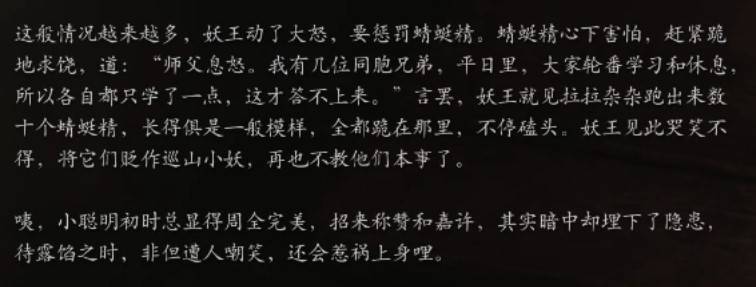 这般情况越来越多，妖王动了大怒，要惩罚蜻蜓精。蜻蜓精心下害怕，赶紧跪
地求饶，道：“师父息怒。我有几位同胞兄弟，平日里，大家轮番学习和休息，
所以各自都只学了一点，这才答不上来。”言罢，妖王就见拉拉杂杂跑出来数
十个蜻蜓精，长得俱是一般模样，全都跪在那里，不停磕头。妖王见此哭笑不
得，将它们贬作巡山小妖，再也不教他们本事了。
咦，小聪明初时总显得周全完美，招来称赞和嘉许，其实暗中却埋下了隐患，
待露馅之时，非但遭人嘲笑，还会惹祸上身哩。